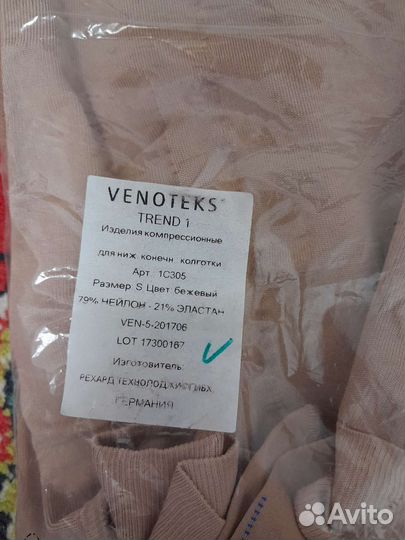 VENOTEKS
TREND 1
Изделия компрессионные
для ниж. конечн. колготки
Арт. 1С305
Размер: S Цвет: бежевый
79% НЕЙЛОН - 21% ЭЛАСТАН
VEN-5-201706
LOT 17300167
Изготовитель:
РЕХАРД
ГЕРМАНИЯ
Avito